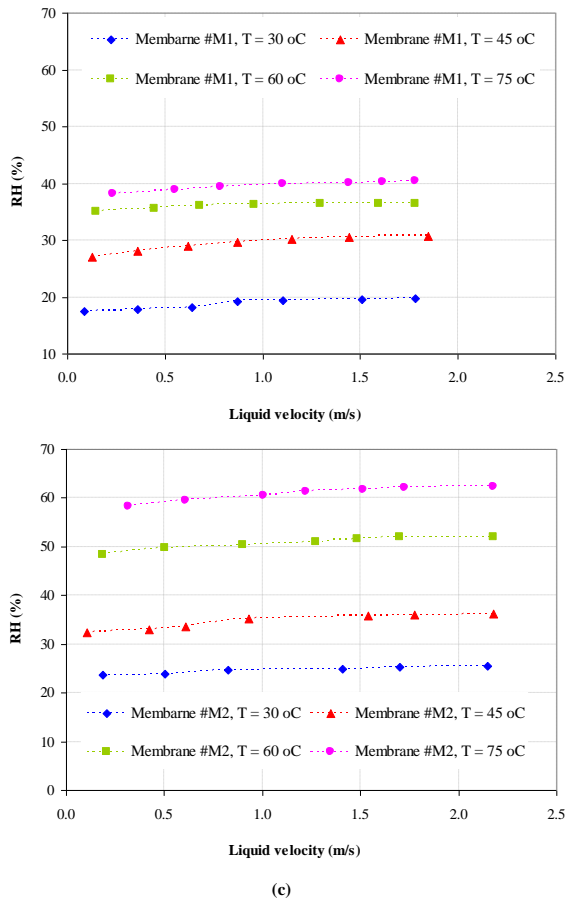 70
60
50
40
30
20
10
RH (%)
Membarne #M1, T = 30 oC
Membrane #M1, T = 45 oC
Membrane #M1, T = 60 oC
Membrane #M1, T = 75 oC
0.0 0.5 1.0 1.5 2.0 2.5
Liquid velocity (m/s)
70
60
50
40
30
20
10
0
RH (%)
Membarne #M2, T = 30 oC
Membrane #M2, T = 45 oC
Membrane #M2, T = 60 oC
Membrane #M2, T = 75 oC
0.0 0.5 1.0 1.5 2.0 2.5
Liquid velocity (m/s)
(c)